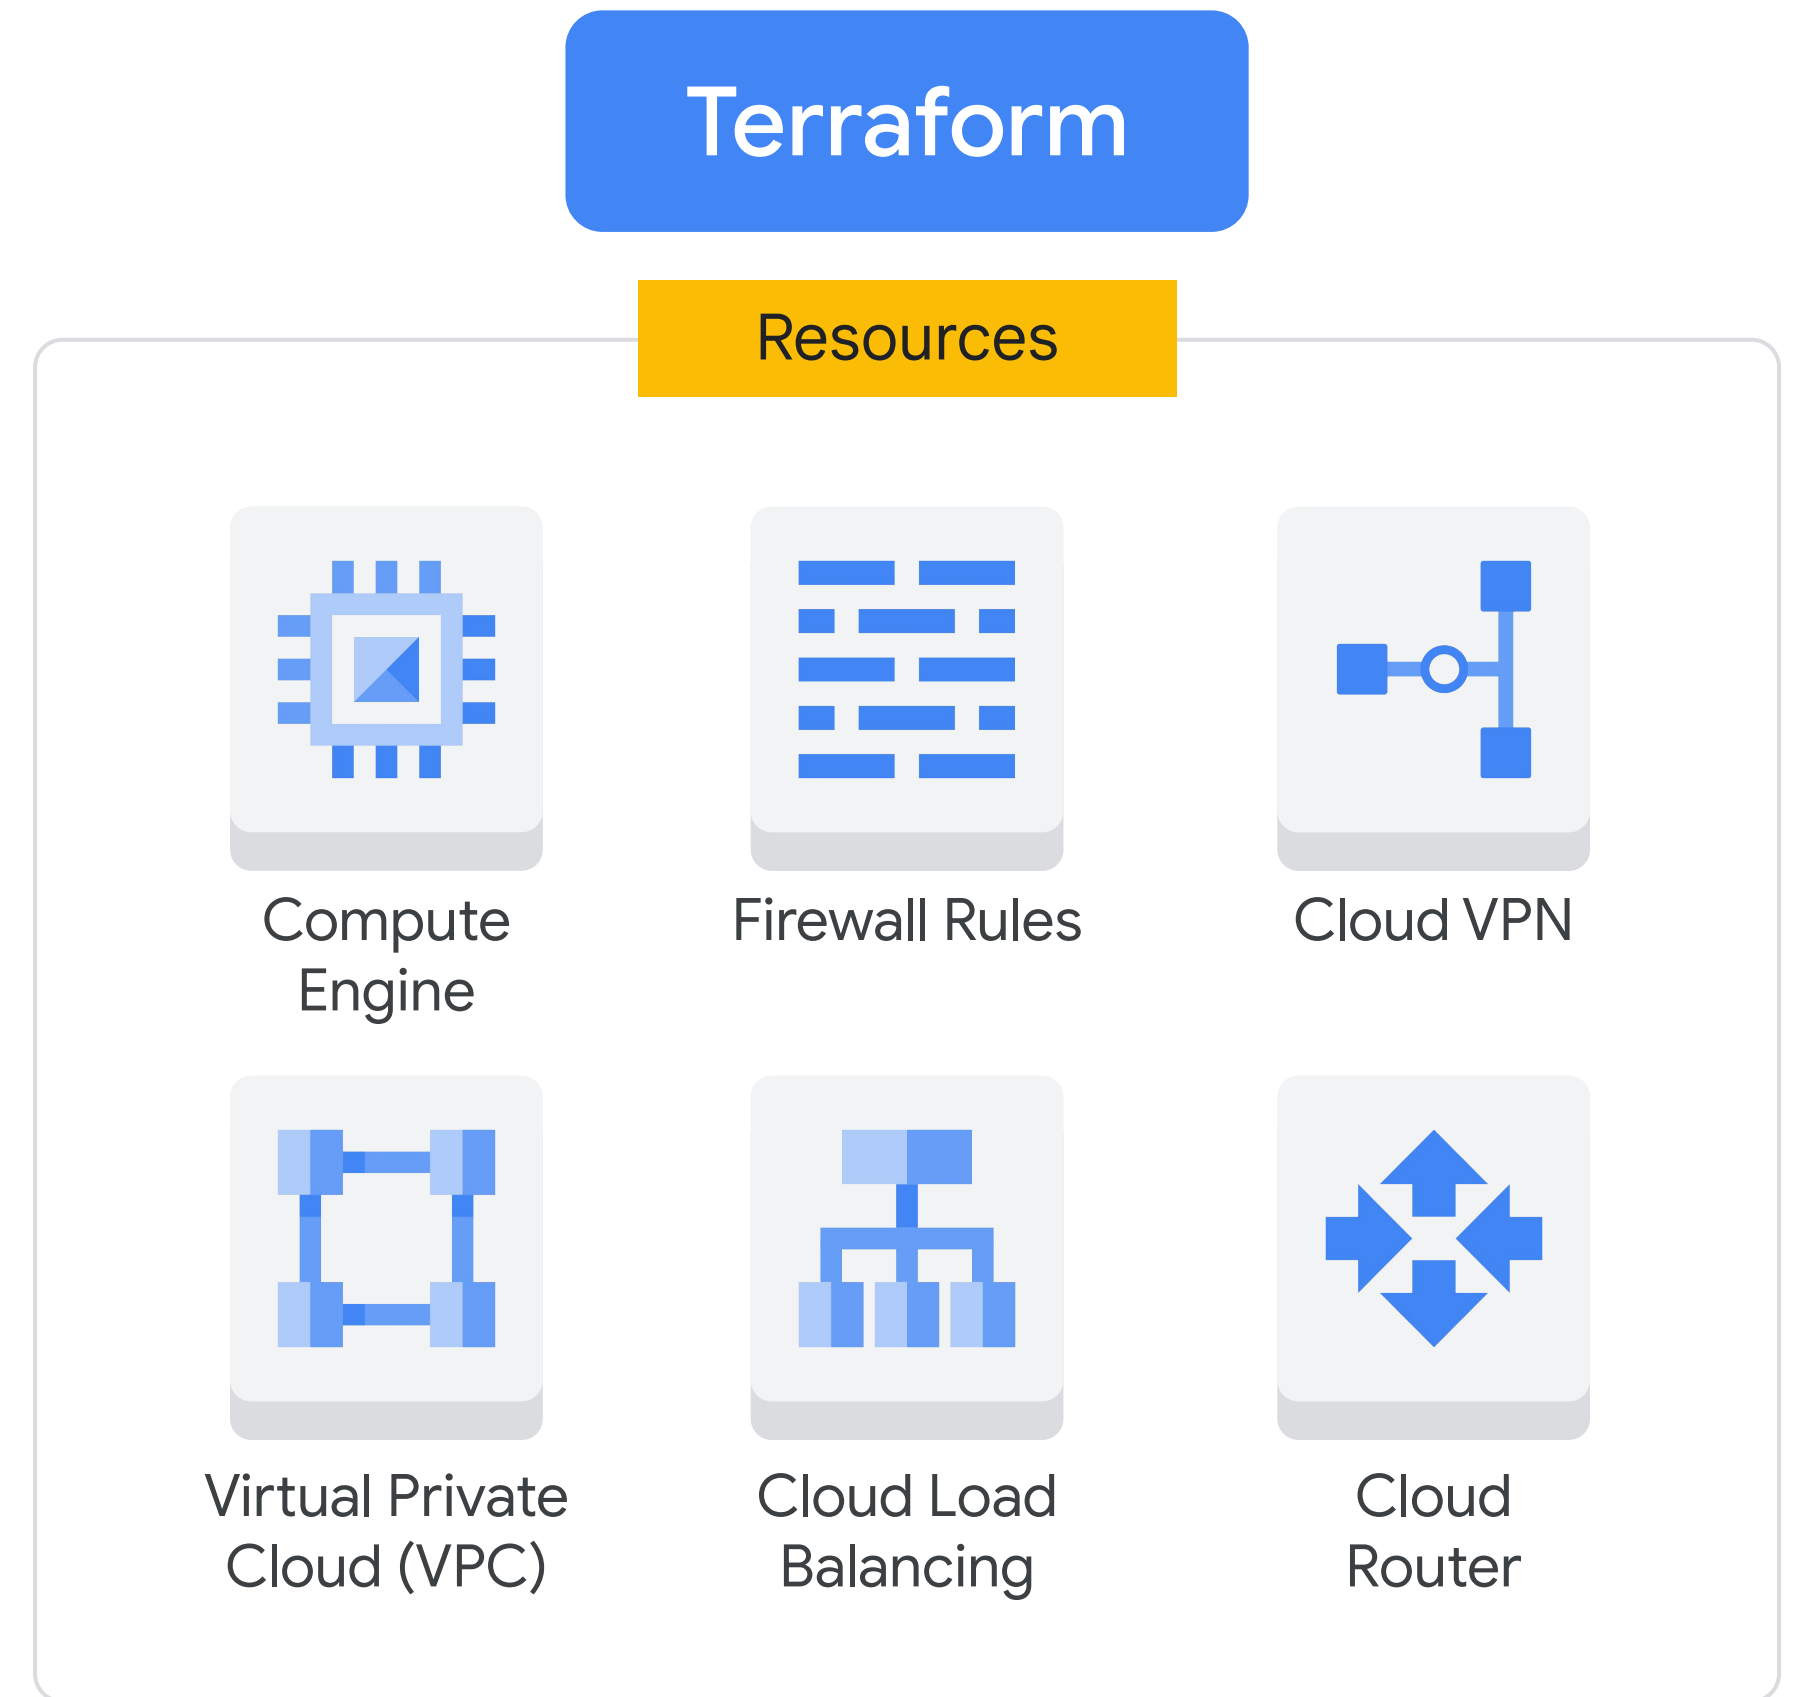 Terraform
Resources
Compute
Engine
Firewall Rules
Cloud VPN
Virtual Private
Cloud (VPC)
Cloud Load
Balancing
Cloud
Router